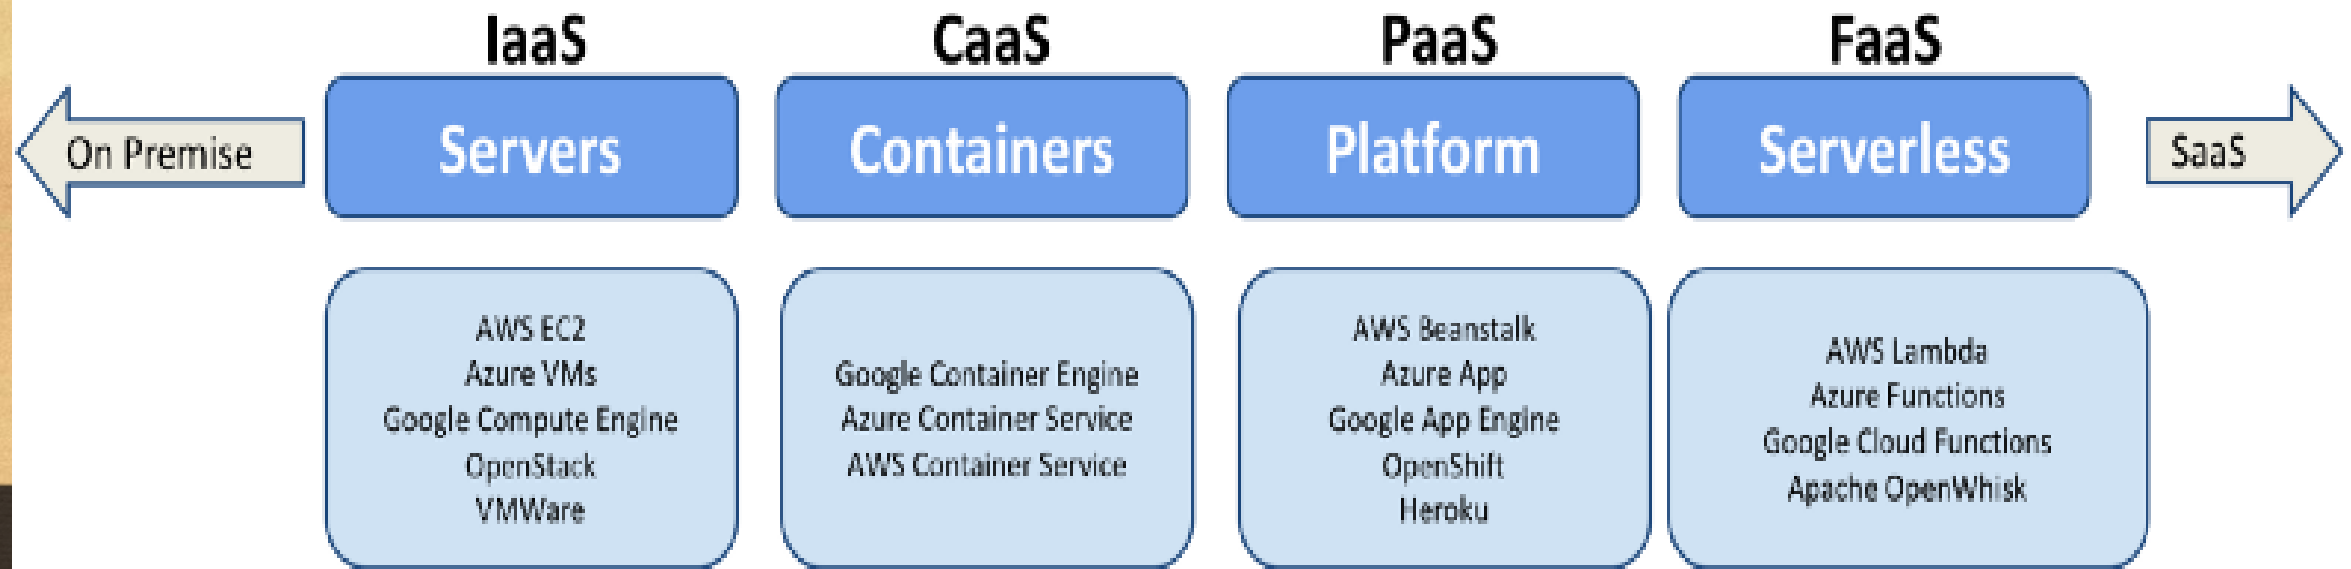 IaaS
CaaS
PaaS
FaaS
On Premise
Servers
Containers
Platform
Serverless
SaaS
AWS EC2
Azure VMs
Google Compute Engine
OpenStack
VMWare
Google Container Engine
Azure Container Service
AWS Container Service
AWS Beanstalk
Azure App
Google App Engine
OpenShift
Heroku
AWS Lambda
Azure Functions
Google Cloud Functions
Apache OpenWhisk